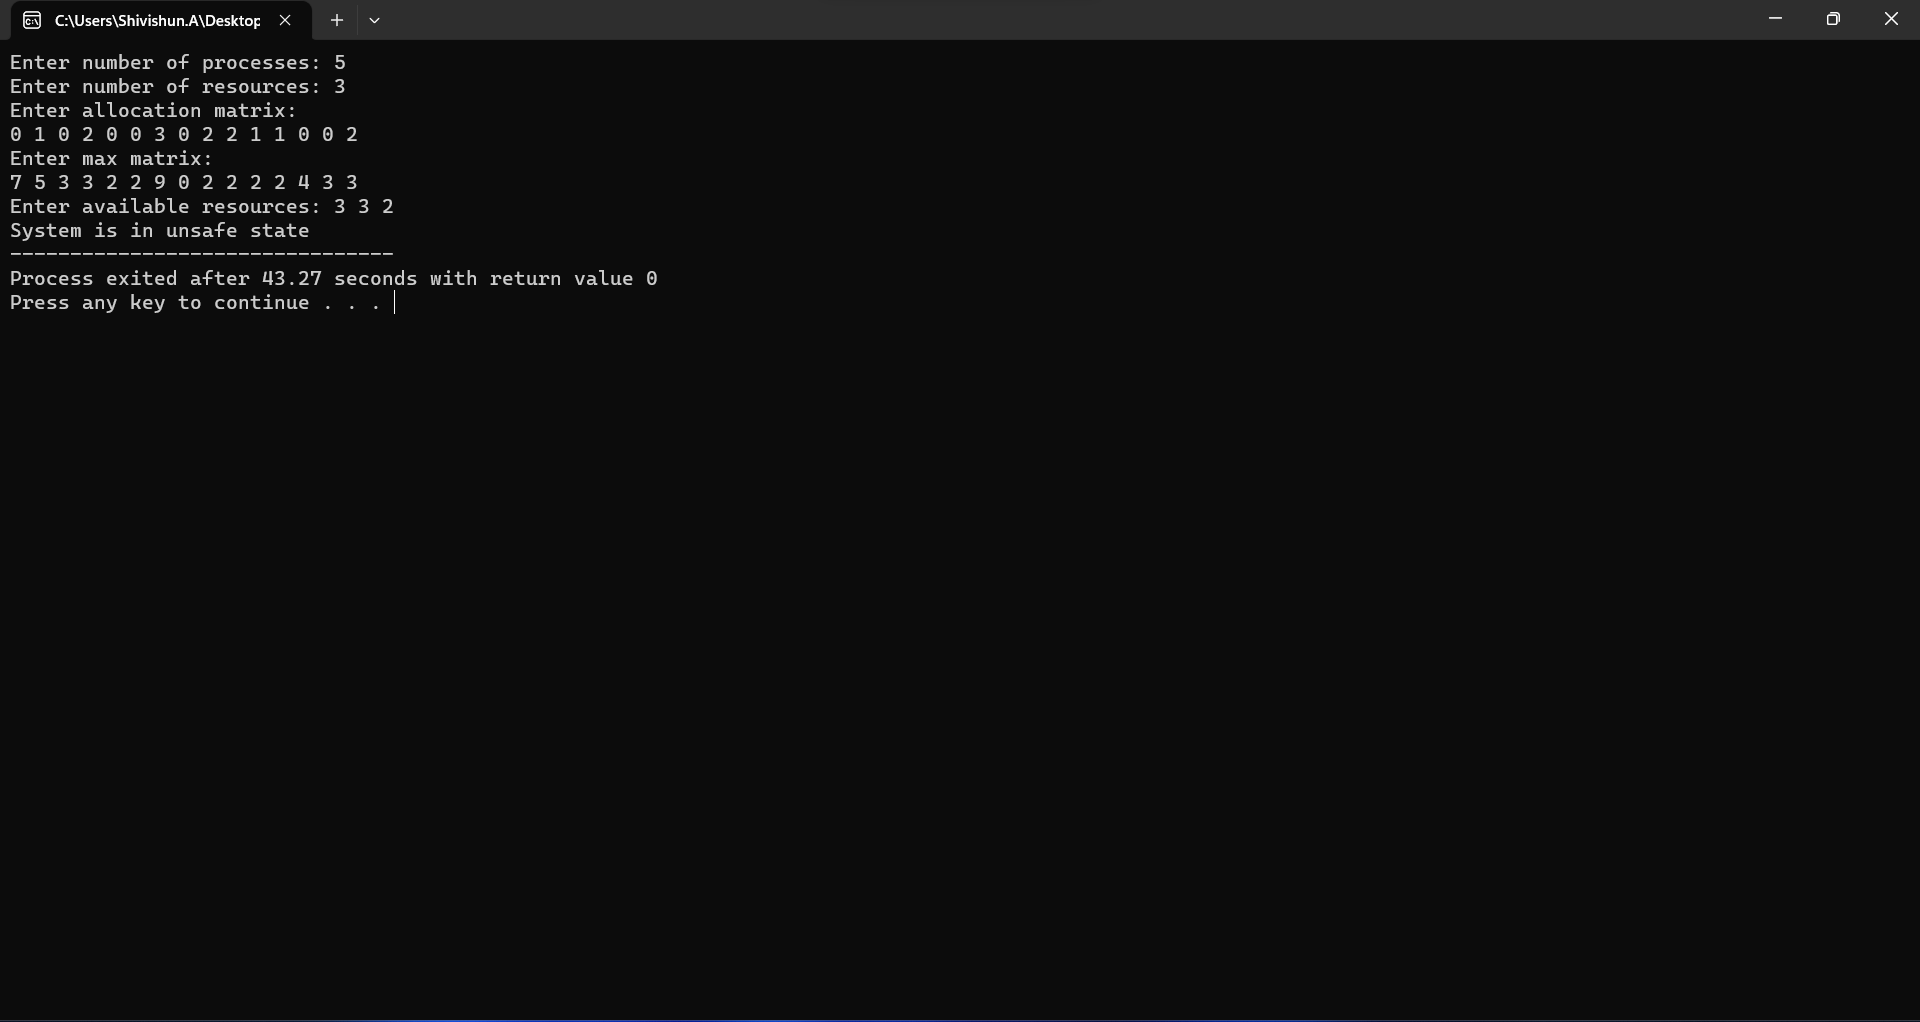 C:\Users\Shivishun.A\Desktop
Enter number of processes: 5
Enter number of resources: 3
Enter allocation matrix:
0 1 0 2 0 0 3 0 2 2 1 1 0 0 2
Enter max matrix:
7 5 3 3 2 2 9 0 2 2 2 2 4 3 3
Enter available resources: 3 3 2
System is in unsafe state
--------------------------------
Process exited after 43.27 seconds with return value 0
Press any key to continue . . .